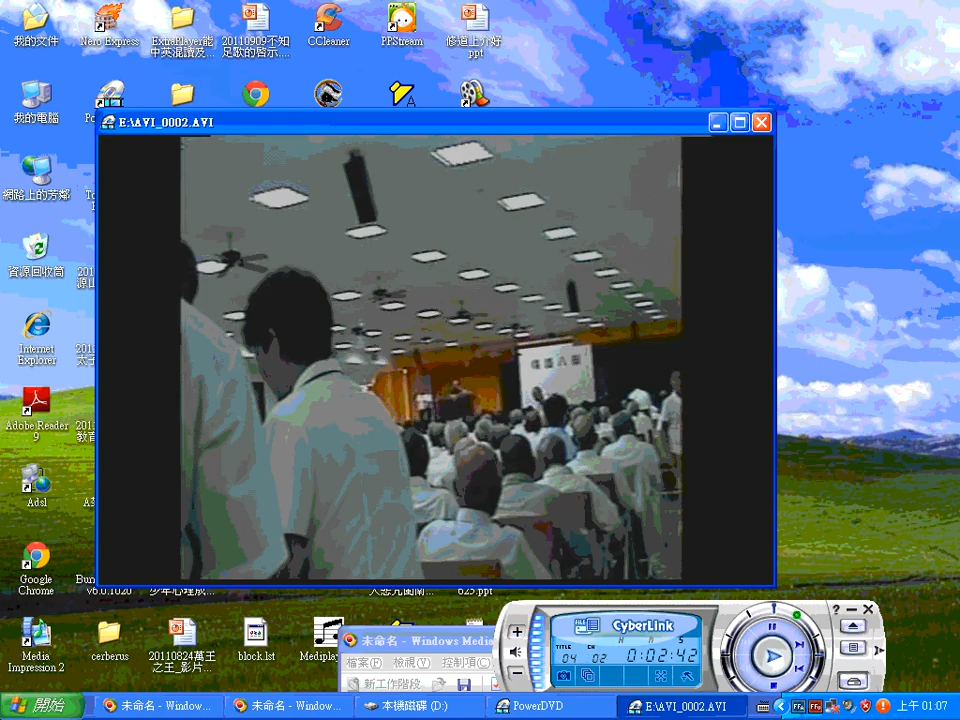 我的文件
Nero Express
ExtraPlayer能
中英混讀及...
20110909不知
足歌的啓示....
CCleaner
PPStream
修道上介好
ppt
我的電腦
E:\AVI_0002.AVI
網路上的芳鄰
資源回收筒
Internet
Explorer
Adobe Reader
9
Adsl
Google
Chrome
v6.0.1020
625.ppt
Media
Impression 2
cerberus
20110824萬王
之王_影片...
block.lst
未命名 - Windows Media
檔案(F) 檢視(V) 控制項(C)
新工作階段.
CyberLink
H M S
TITLE CH
04 02 0:02:42
開始
未命名 - Window...
未命名 - Window...
本機磁碟 (D:)
PowerDVD
E:\AVI_0002.AVI
上午 01:07